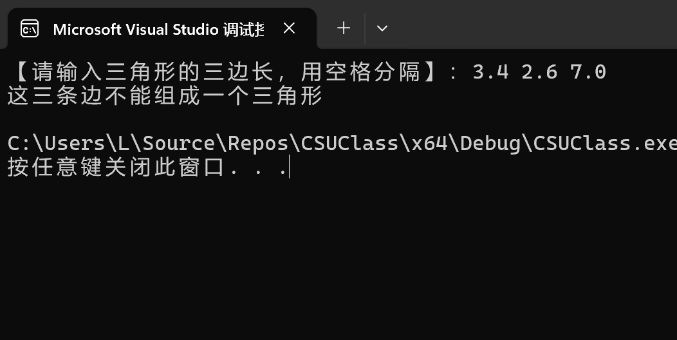 Microsoft Visual Studio 调试
【请输入三角形的三边长，用空格分隔】：3.4 2.6 7.0
这三条边不能组成一个三角形
C:\Users\L\Source\Repos\CSUClass\x64\Debug\CSUClass.exe
按任意键关闭此窗口. . .